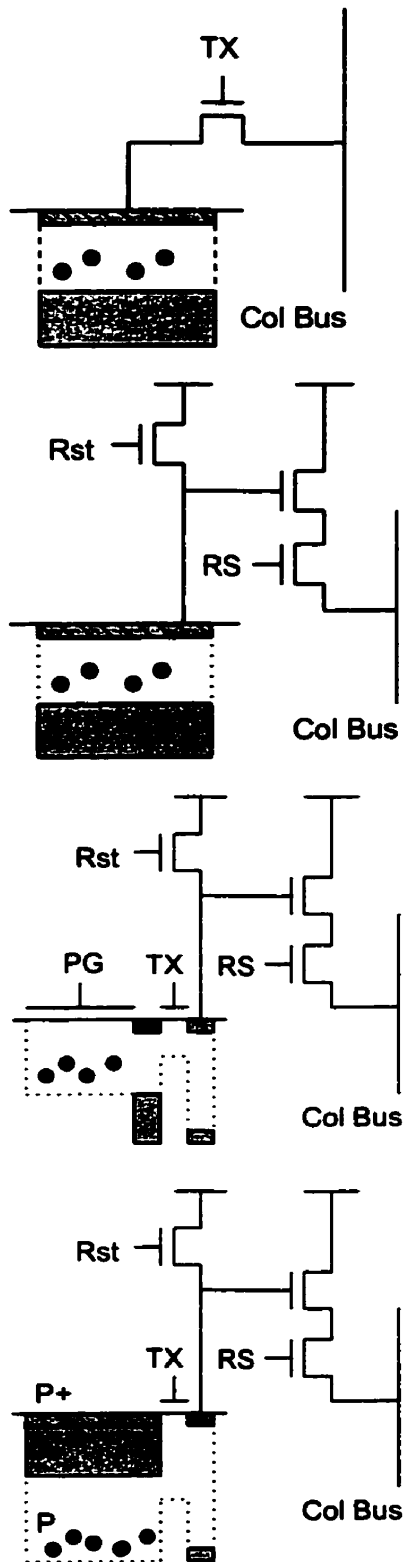 TX
Col Bus
Rst
RS
Col Bus
Rst
PG TX RS
Col Bus
Rst
TX RS
P+
P
Col Bus